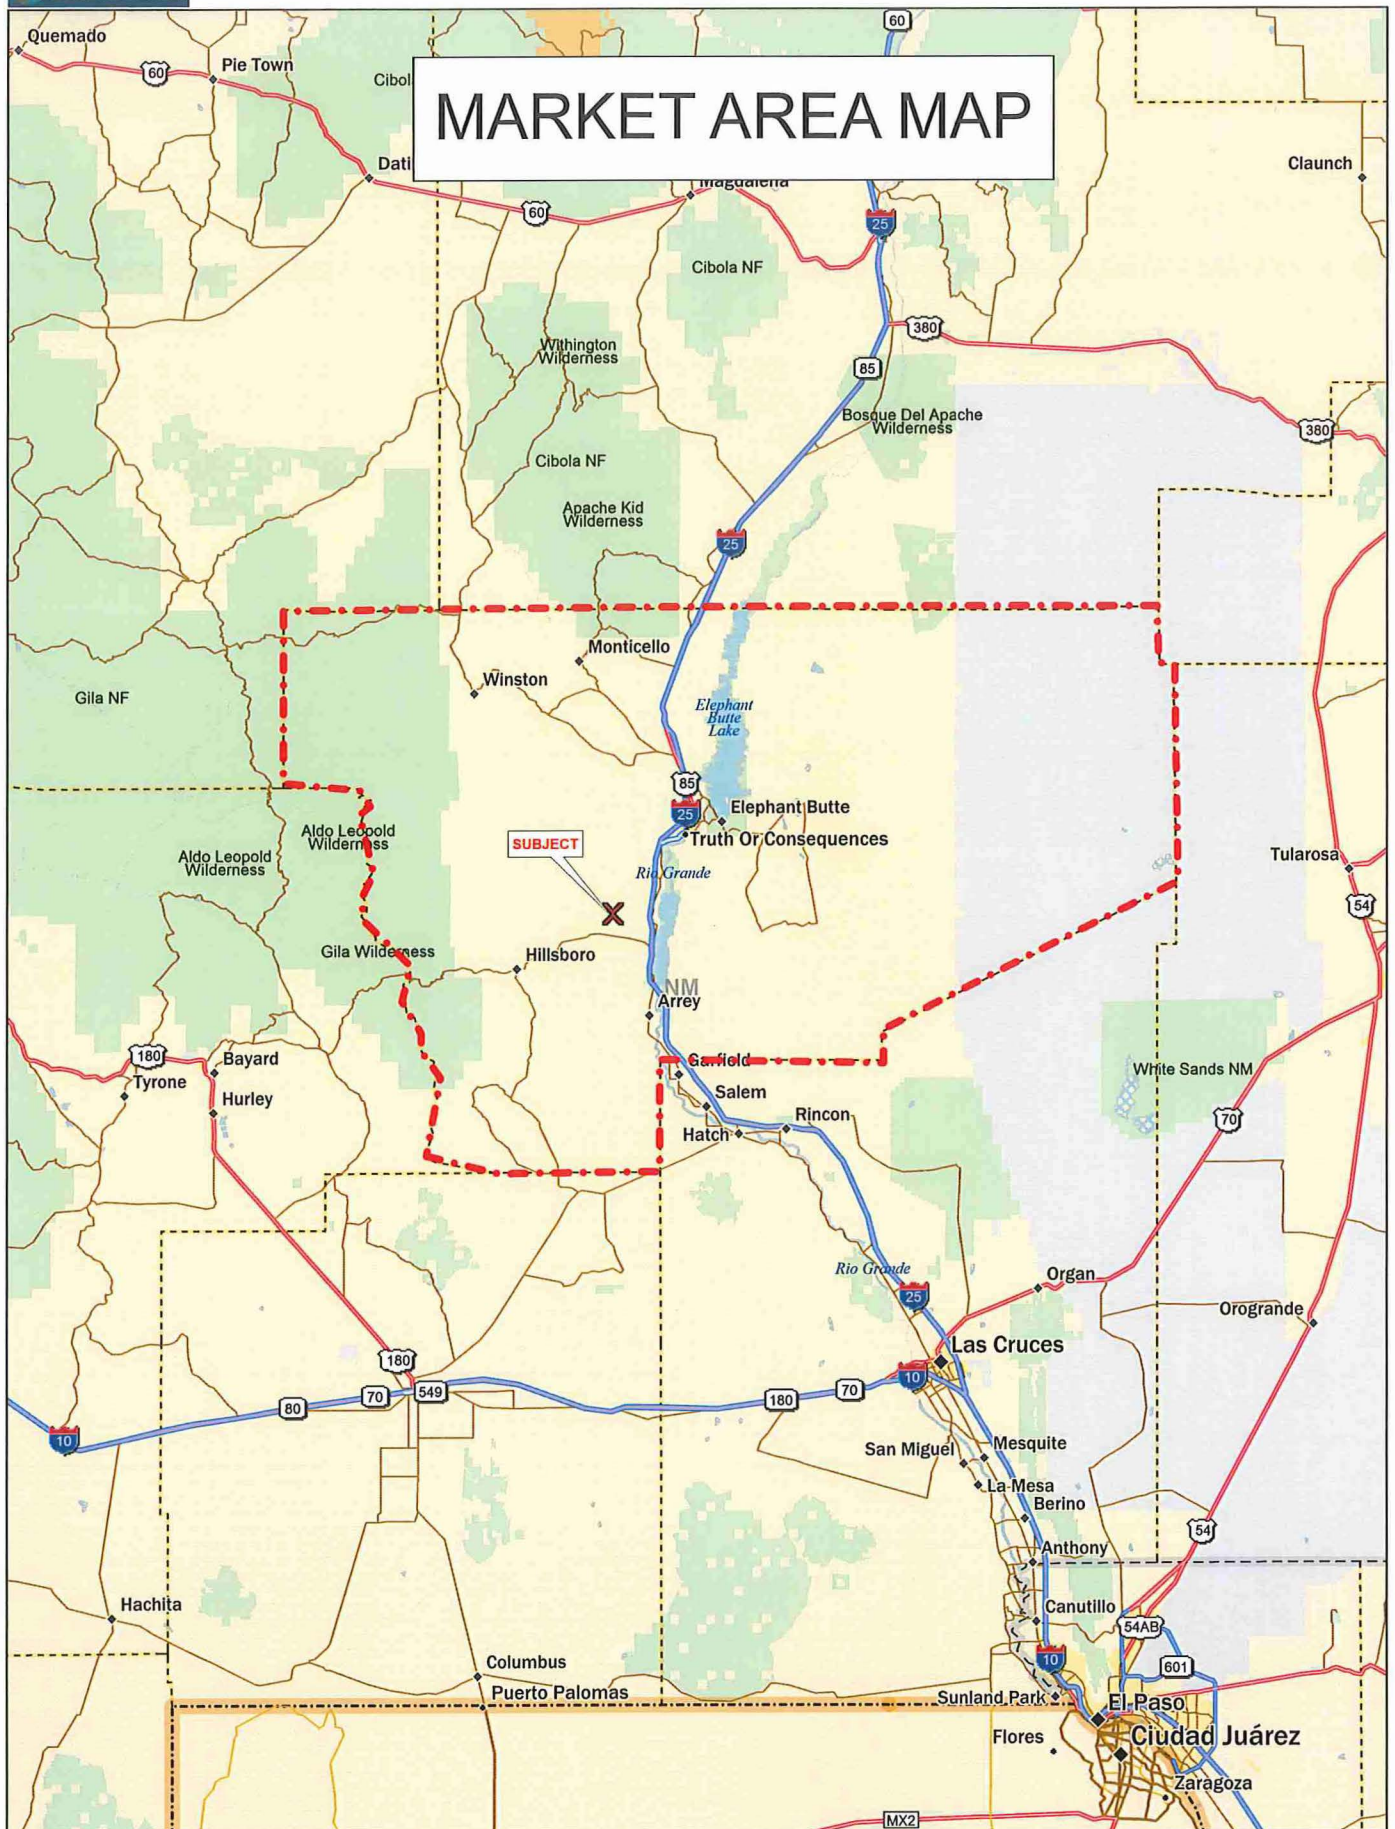 60
Quemado
Pie Town
60
MARKET AREA MAP
Claunch
Magdalena
60
25
Cibola NF
380
Withington
Wilderness
85
Bosque Del Apache
Wilderness
380
Cibola NF
Apache Kid
Wilderness
25
Monticello
Winston
Gila NF
Elephant
Butte
Lake
85
25
Elephant Butte
Truth Or Consequences
Aldo Leopold
Wilderness
SUBJECT
Aldo Leopold
Wilderness
Rio Grande
Tularosa
54
X
Gila Wilderness
Hillsboro
NM
Arrey
180
Bayard
Garfield
White Sands NM
Tyrone
Hurley
Salem
Rincon
70
Hatch
Rio Grande
Organ
25
Orogrande
Las Cruces
180
10
549
70
80
180
70
10
San Miguel
Mesquite
La Mesa
Berino
54
Anthony
Hachita
Canutillo
54AB
10
601
Columbus
Puerto Palomas
Sunland Park
El Paso
Flores
Ciudad Juárez
Zaragoza
MX2